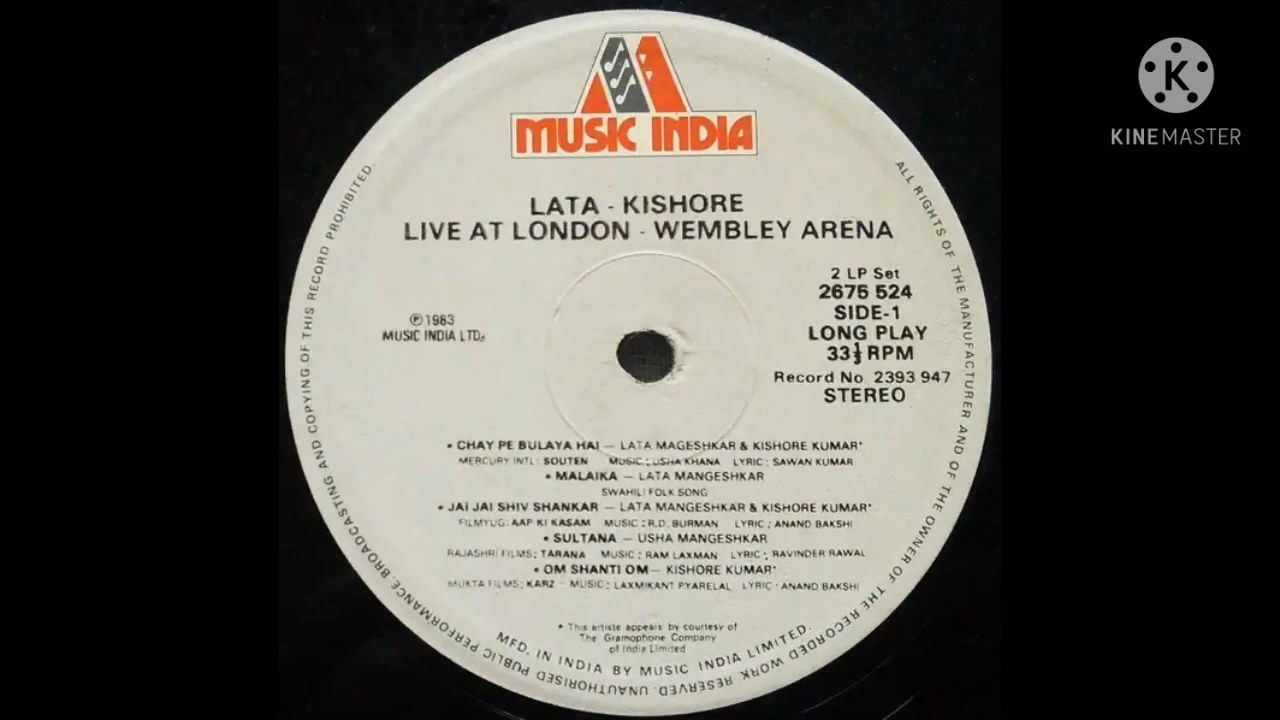 MUSIC INDIA
K
KINEMASTER
LATA - KISHORE
LIVE AT LONDON - WEMBLEY ARENA
2 LP Set
2675 524
SIDE-1
LONG PLAY
33⅓ RPM
Record No. 2393 947
STEREO
℗ 1983
MUSIC INDIA LTD.
• CHAY PE BULAYA HAI — LATA MAGESHKAR & KISHORE KUMAR*
MERCURY INTL: SOUTEN MUSIC: USHA KHANA LYRIC: SAWAN KUMAR
• MALAIKA — LATA MANGESHKAR
SWAHILI FOLK SONG
• JAI JAI SHIV SHANKAR — LATA MANGESHKAR & KISHORE KUMAR*
FILMYUG: AAP KI KASAM MUSIC: R.D. BURMAN LYRIC: ANAND BAKSHI
• SULTANA — USHA MANGESHKAR
RAJASHRI FILMS: TARANA MUSIC: RAM LAXMAN LYRIC: RAVINDER RAWAL
• OM SHANTI OM — KISHORE KUMAR*
MUKTA FILMS: KARZ - MUSIC: LAXMIKANT PYARELAL LYRIC: ANAND BAKSHI
* This artiste appears by courtesy of
The Gramophone Company
of India Limited
MFD. IN INDIA BY MUSIC INDIA LIMITED.
ALL RIGHTS OF THE MANUFACTURER AND OF THE OWNER OF THE RECORDED WORK RESERVED. UNAUTHORISED PUBLIC PERFORMANCE, BROADCASTING AND COPYING OF THIS RECORD PROHIBITED.